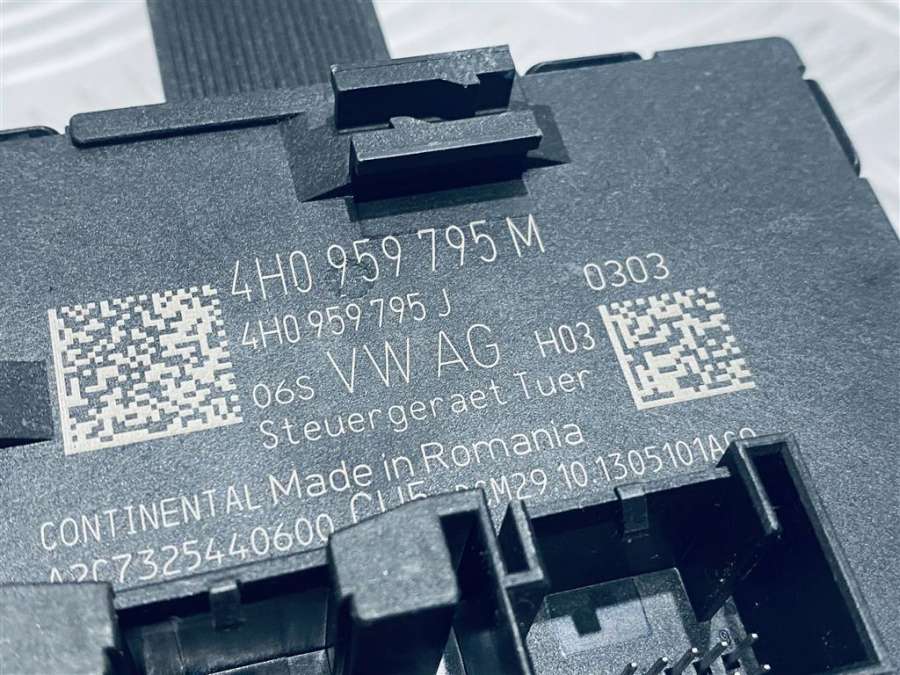 4H0 959 795 M
0303
4H0 959 795 J
06S VW AG H03
Steuergeraet Tuer
CONTINENTAL Made in Romania
A2C7325440600